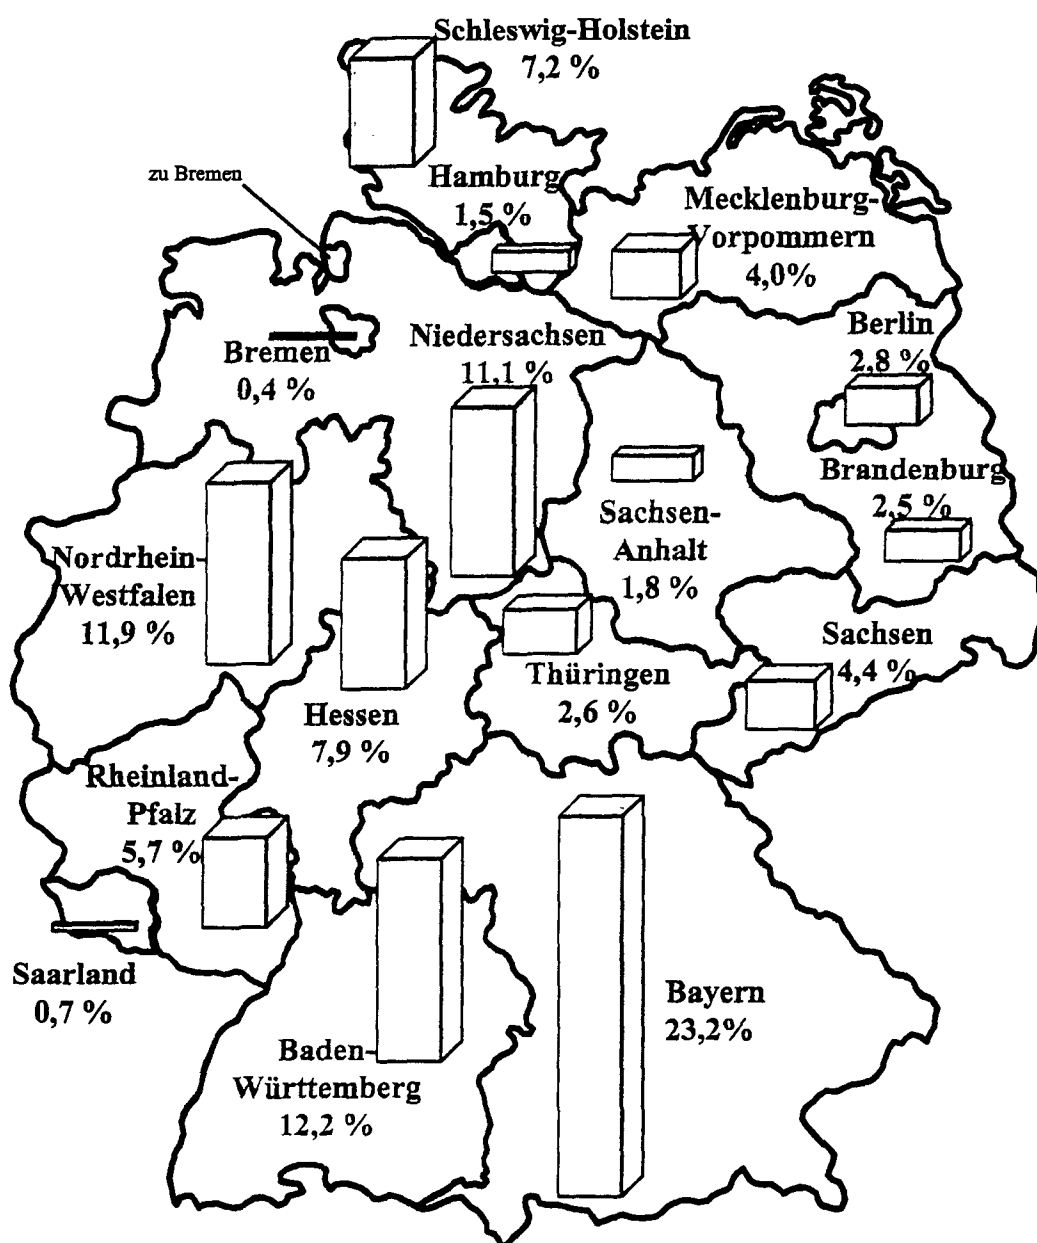 Schleswig-Holstein
7,2 %
zu Bremen
Hamburg
1,5 %
Mecklenburg-
Vorpommern
4,0%
Bremen
0,4 %
Niedersachsen
11,1 %
Berlin
2,8 %
Brandenburg
2,5 %
Sachsen-
Anhalt
1,8 %
Nordrhein-
Westfalen
11,9 %
Hessen
7,9 %
Thüringen
2,6 %
Sachsen
4,4 %
Rheinland-
Pfalz
5,7 %
Saarland
0,7 %
Baden-
Württemberg
12,2 %
Bayern
23,2%